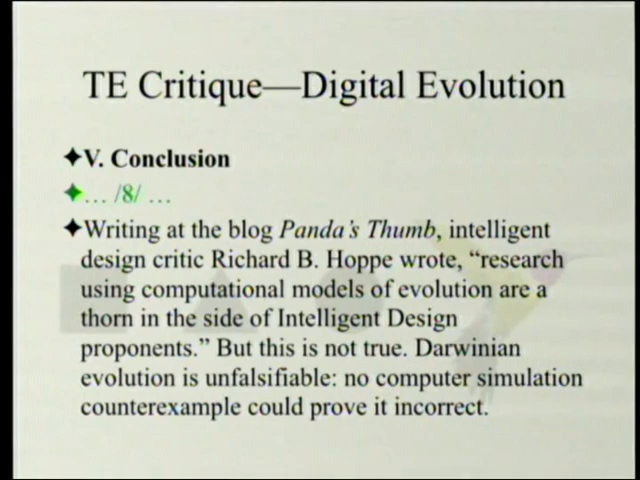 TE Critique—Digital Evolution
✦V. Conclusion
✦… /8/ …
✦Writing at the blog Panda's Thumb, intelligent
design critic Richard B. Hoppe wrote, “research
using computational models of evolution are a
thorn in the side of Intelligent Design
proponents.” But this is not true. Darwinian
evolution is unfalsifiable: no computer simulation
counterexample could prove it incorrect.